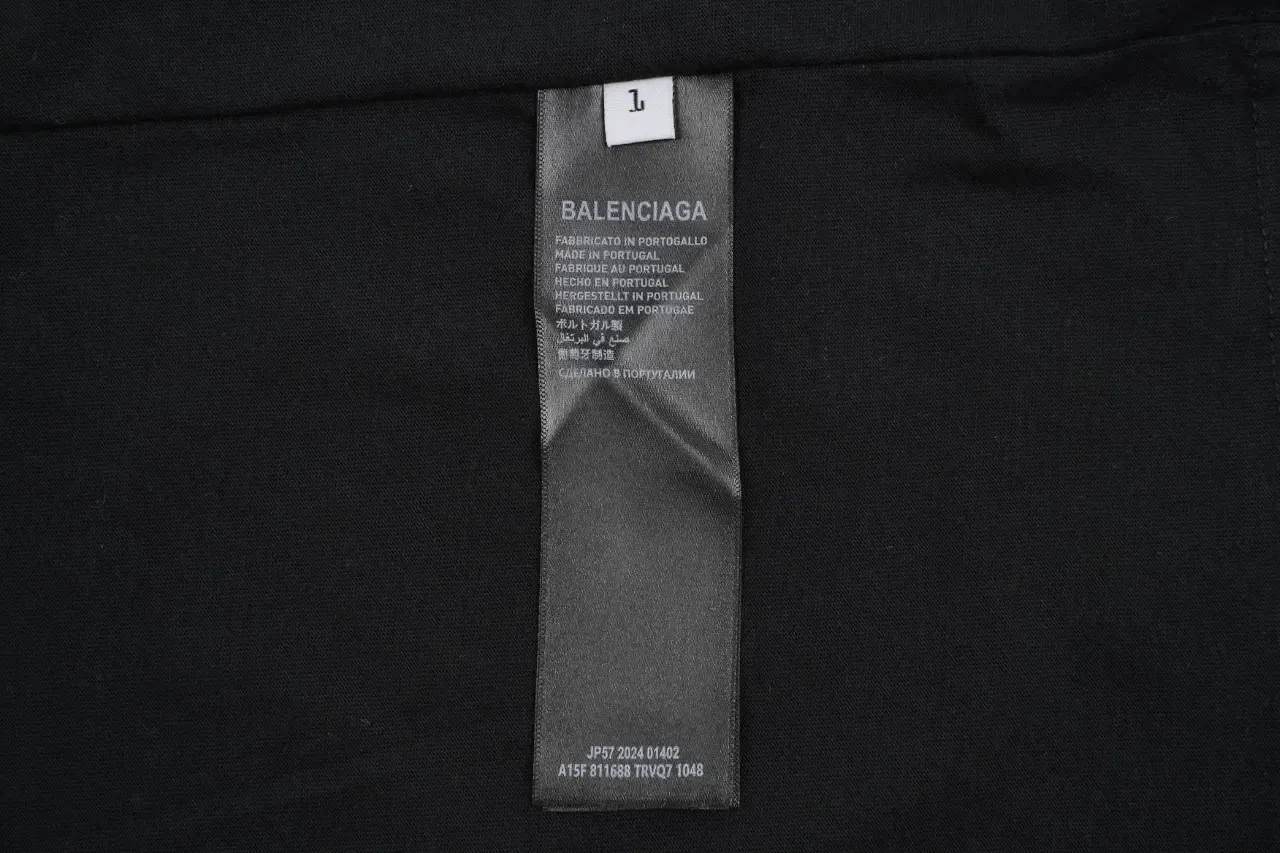 1
BALENCIAGA
FABBRICATO IN PORTOGALLO
MADE IN PORTUGAL
FABRIQUE AU PORTUGAL
HECHO EN PORTUGAL
HERGESTELLT IN PORTUGAL
FABRICADO EM PORTUGAE
ポルトガル製
صنع في البرتغال
葡萄牙制造
СДЕЛАНО В ПОРТУГАЛИИ
JP57 2024 01402
A15F 811688 TRVQ7 1048